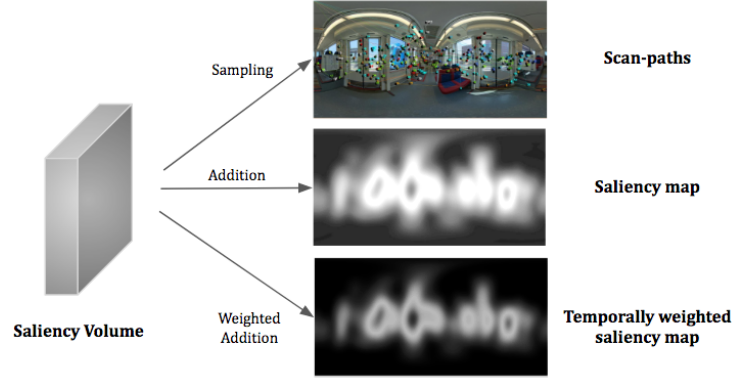 Sampling
Scan-paths
Addition
Saliency map
Saliency Volume
Weighted
Addition
Temporally weighted
saliency map